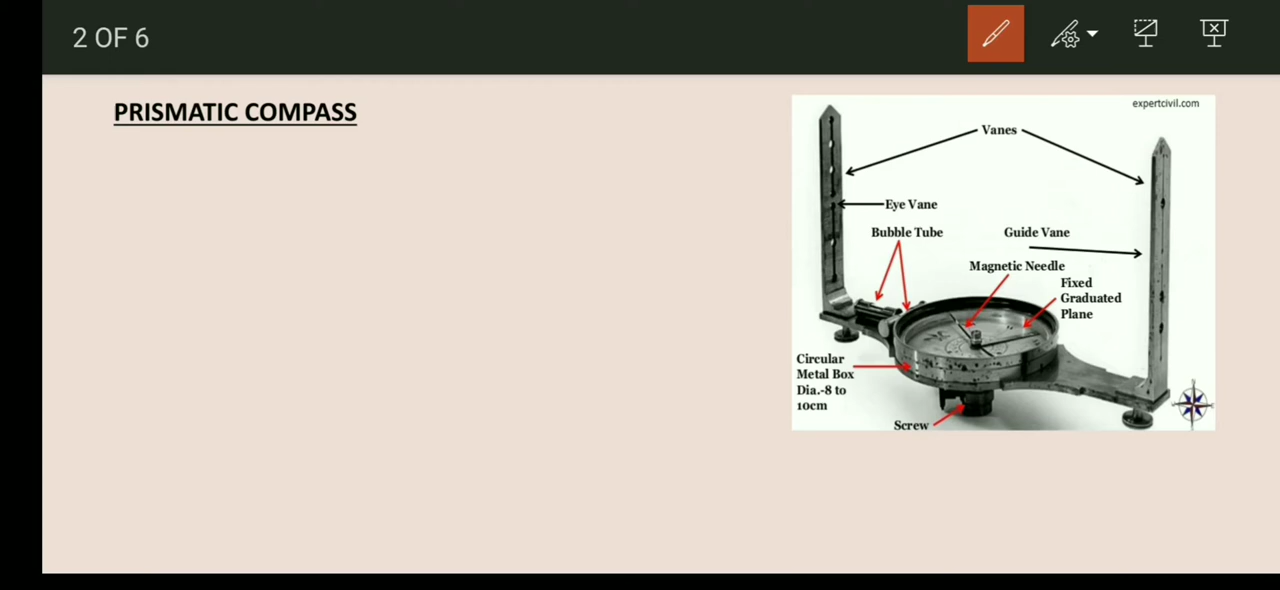 2 OF 6
PRISMATIC COMPASS
expertcivil.com
Vanes
Eye Vane
Bubble Tube
Guide Vane
Magnetic Needle
Fixed
Graduated
Plane
Circular
Metal Box
Dia.-8 to
10cm
Screw